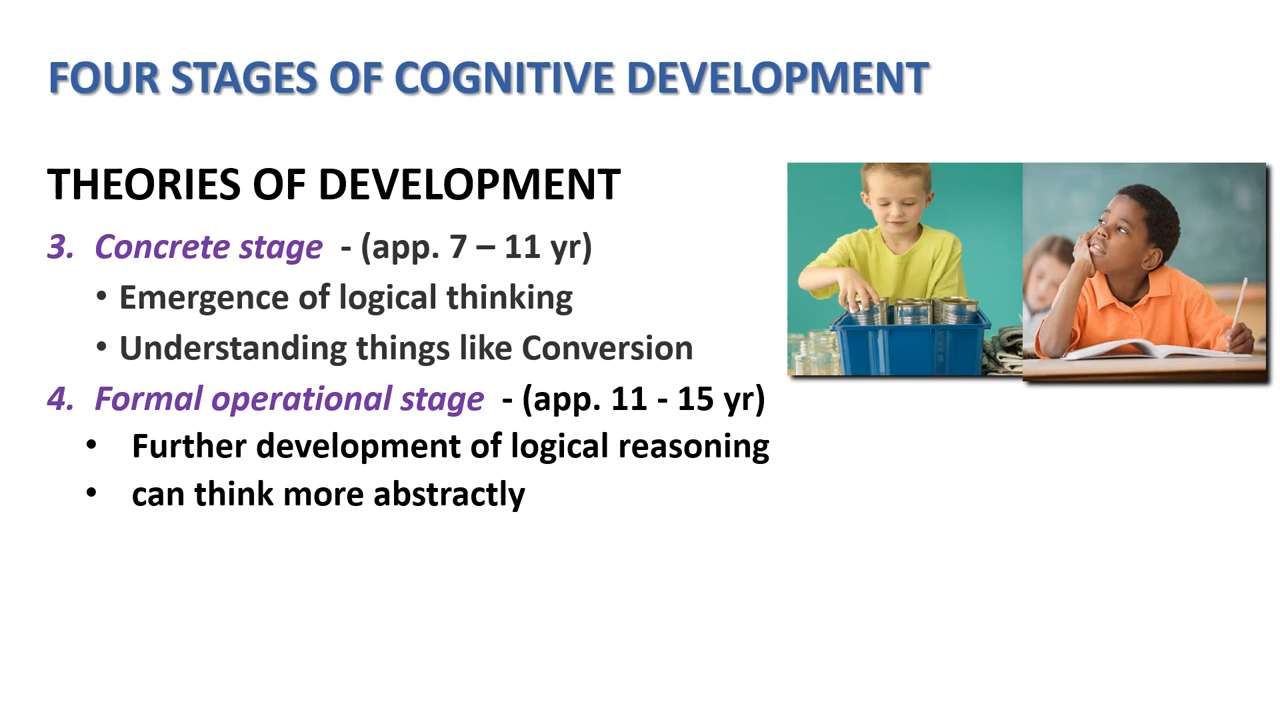 FOUR STAGES OF COGNITIVE DEVELOPMENT
THEORIES OF DEVELOPMENT
3. Concrete stage - (app. 7 – 11 yr)
• Emergence of logical thinking
• Understanding things like Conversion
4. Formal operational stage - (app. 11 - 15 yr)
• Further development of logical reasoning
• can think more abstractly